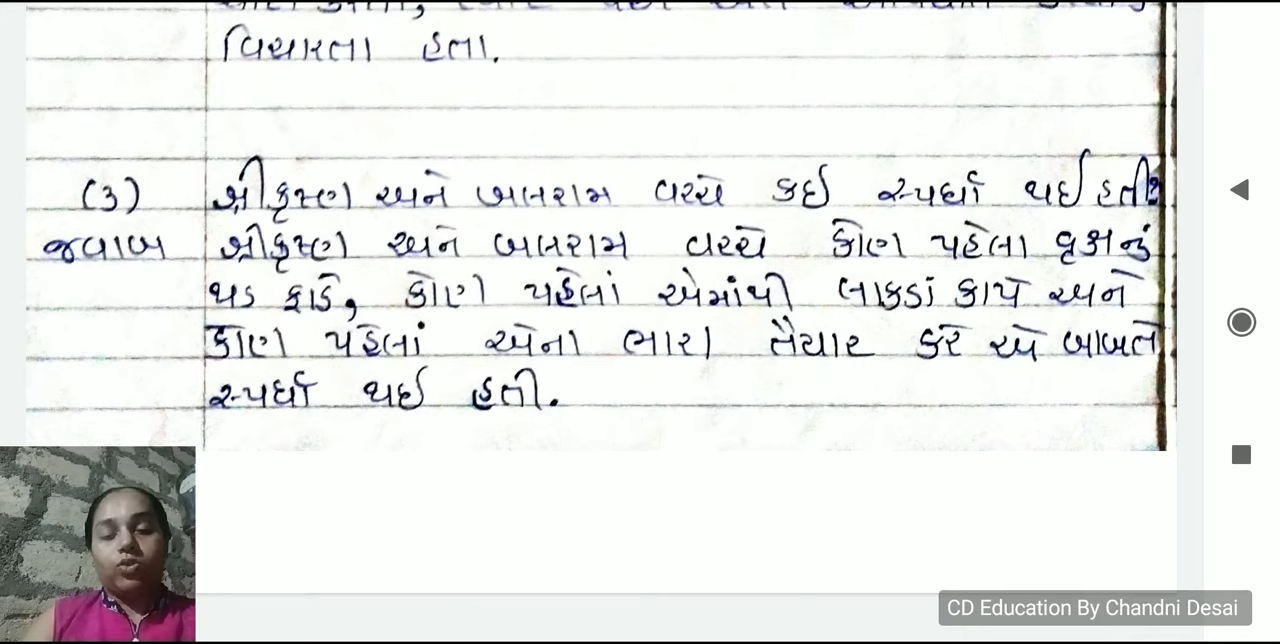 વિચારતા હતા.
(૩) શ્રીકૃષ્ણ અને બલરામ વચ્ચે કઈ સ્પર્ધા થઈ હતી?
જવાબ શ્રીકૃષ્ણ અને બલરામ વચ્ચે કોણ પહેલા વૃક્ષનું
થડ ફાડે, કોણ પહેલાં એમાંથી લાકડાં કાપે અને
કોણ પહેલાં એના ભારા તૈયાર કરે એ બાબતે
સ્પર્ધા થઈ હતી.
CD Education By Chandni Desai